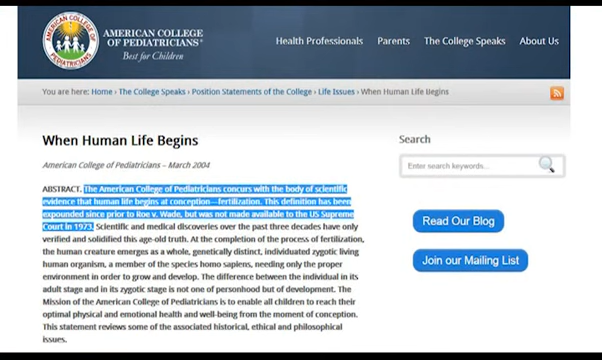 AMERICAN COLLEGE OF PEDIATRICIANS
AMERICAN COLLEGE
OF PEDIATRICIANS®
Best for Children
Health Professionals
Parents
The College Speaks
About Us
You are here: Home › The College Speaks › Position Statements of the College › Life Issues › When Human Life Begins
When Human Life Begins
American College of Pediatricians – March 2004
ABSTRACT. The American College of Pediatricians concurs with the body of scientific
evidence that human life begins at conception—fertilization. This definition has been
expounded since prior to Roe v. Wade, but was not made available to the US Supreme
Court in 1973. Scientific and medical discoveries over the past three decades have only
verified and solidified this age-old truth. At the completion of the process of fertilization,
the human creature emerges as a whole, genetically distinct, individuated zygotic living
human organism, a member of the species homo sapiens, needing only the proper
environment in order to grow and develop. The difference between the individual in its
adult stage and in its zygotic stage is not one of personhood but of development. The
Mission of the American College of Pediatricians is to enable all children to reach their
optimal physical and emotional health and well-being from the moment of conception.
This statement reviews some of the associated historical, ethical and philosophical
issues.
Search
Enter search keywords...
Read Our Blog
Join our Mailing List